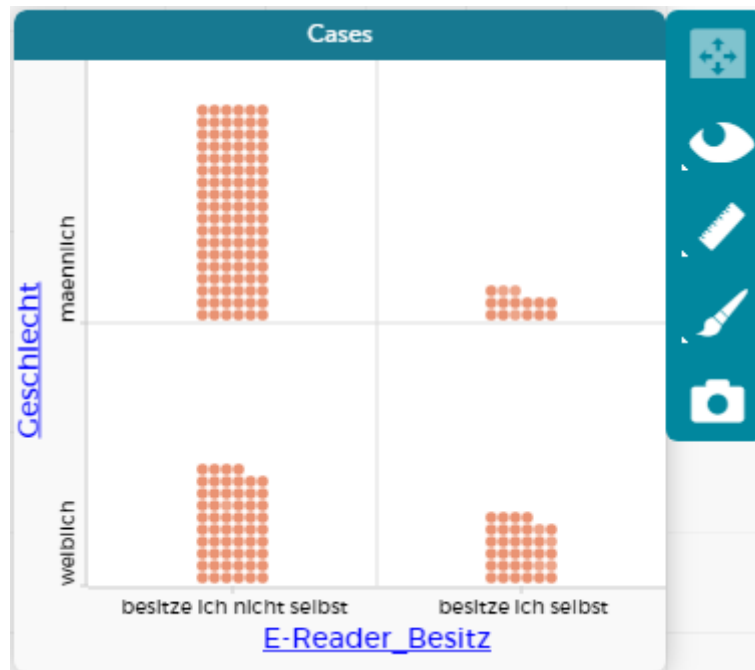 Cases
maennlich
weiblich
Geschlecht
besitze ich nicht selbst
besitze ich selbst
E-Reader_Besitz